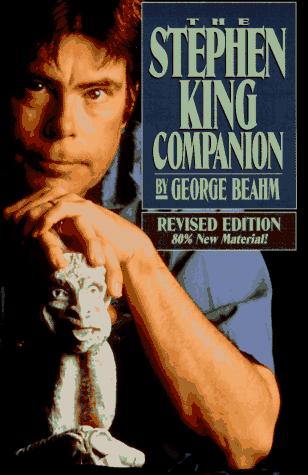 THE
STEPHEN
KING
COMPANION
BY GEORGE BEAHM
REVISED EDITION
80% New Material!